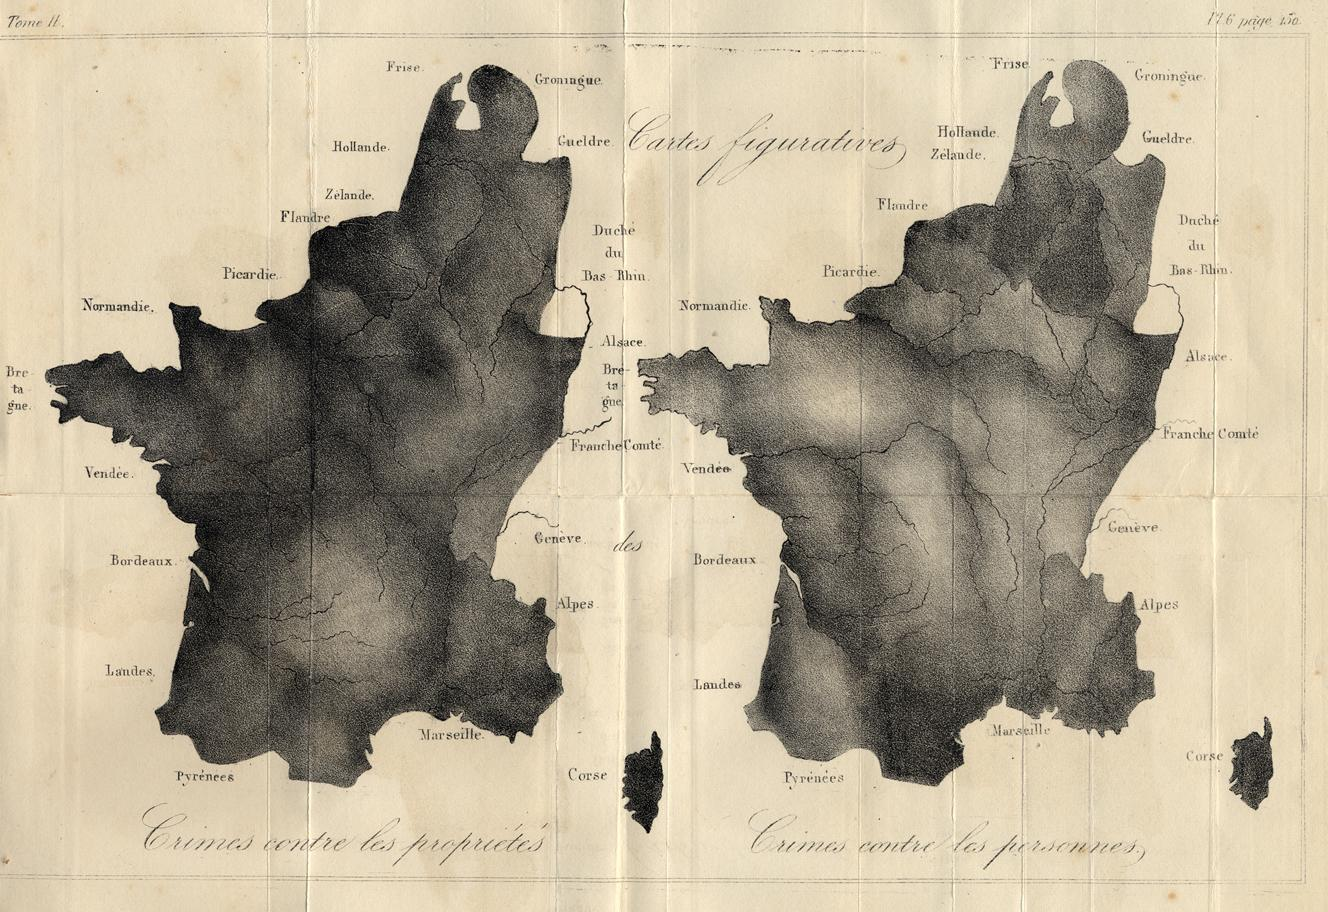 Tome II.
Pl. 6 page 150.
Cartes figuratives
des
Frise.
Groningue.
Hollande.
Gueldre.
Zélande.
Flandre
Duché
du
Bas-Rhin.
Picardie.
Normandie.
Alsace.
Bre-
ta
gne.
Franche Comté.
Vendée.
Genève.
Bordeaux.
Alpes.
Landes.
Marseille.
Pyrénées
Corse
Crimes contre les propriétés
Frise.
Groningue.
Hollande.
Gueldre.
Zélande.
Flandre
Duché
du
Bas-Rhin.
Picardie.
Normandie.
Alsace.
Bre-
ta-
gne.
Franche Comté
Vendée
Genève.
Bordeaux
Alpes
Landes
Marseille
Pyrénées
Corse
Crimes contre les personnes,